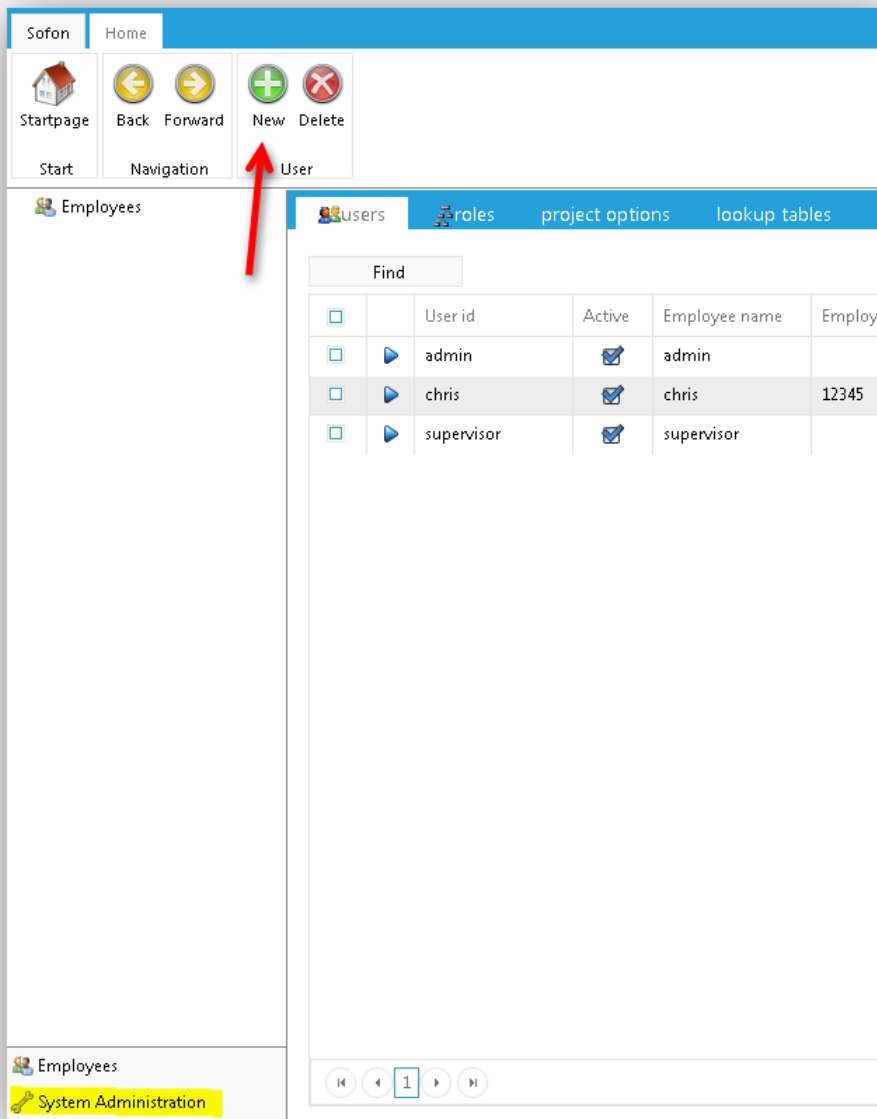 Sofon Home
Startpage Back Forward New Delete
Start Navigation User
Employees
users roles project options lookup tables
Find
User id Active Employee name Employ
admin admin
chris chris 12345
supervisor supervisor
Employees
1
System Administration